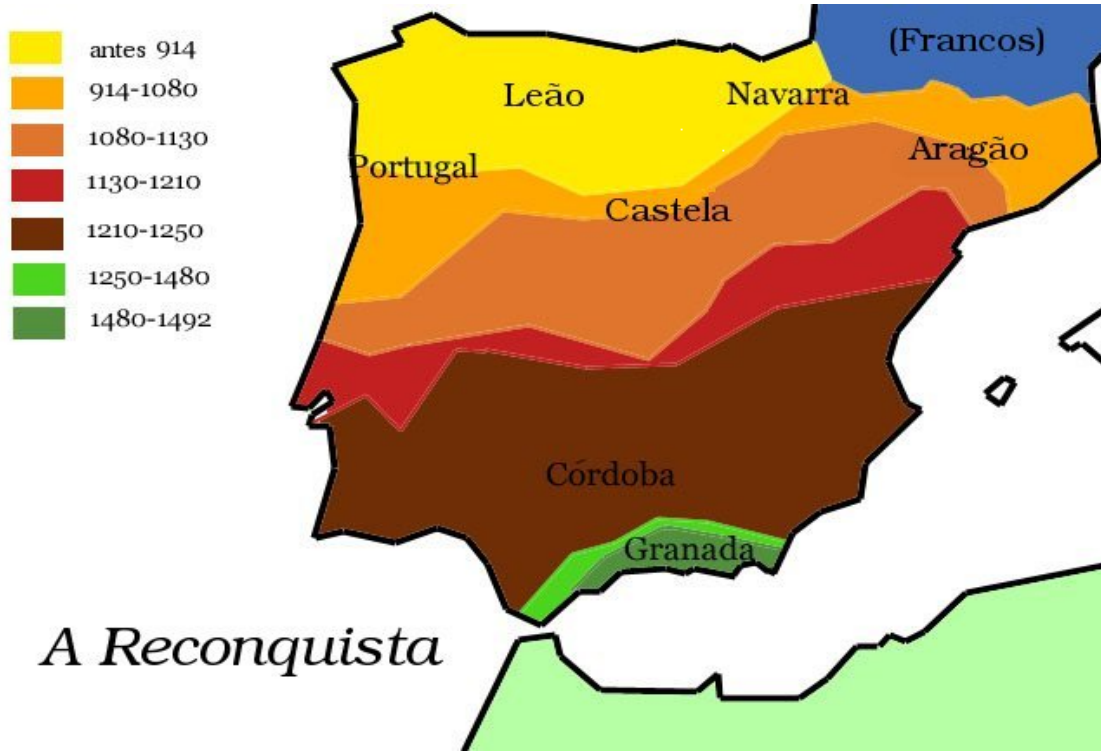 antes 914
914-1080
1080-1130
1130-1210
1210-1250
1250-1480
1480-1492
(Francos)
Leão
Navarra
Aragão
Portugal
Castela
Córdoba
Granada
A Reconquista